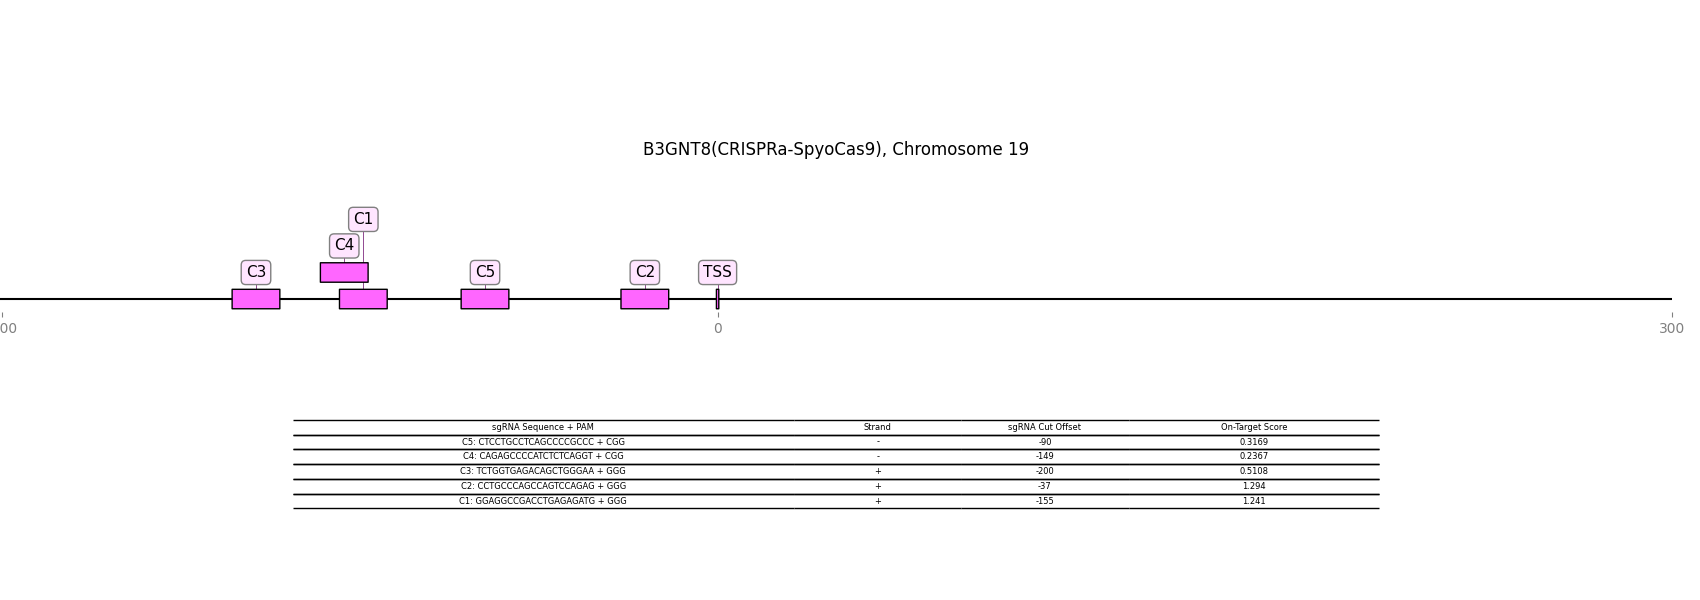 B3GNT8(CRISPRa-SpyoCas9), Chromosome 19
C1
C4
C3 C5 C2 TSS
00 0 300
sgRNA Sequence + PAM Strand sgRNA Cut Offset On-Target Score
C5: CTCCTGCCTCAGCCCCGCCC + CGG - -90 0.3169
C4: CAGAGCCCCATCTCTCAGGT + CGG - -149 0.2367
C3: TCTGGTGAGACAGCTGGGAA + GGG + -200 0.5108
C2: CCTGCCCAGCCAGTCCAGAG + GGG + -37 1.294
C1: GGAGGCCGACCTGAGAGATG + GGG + -155 1.241